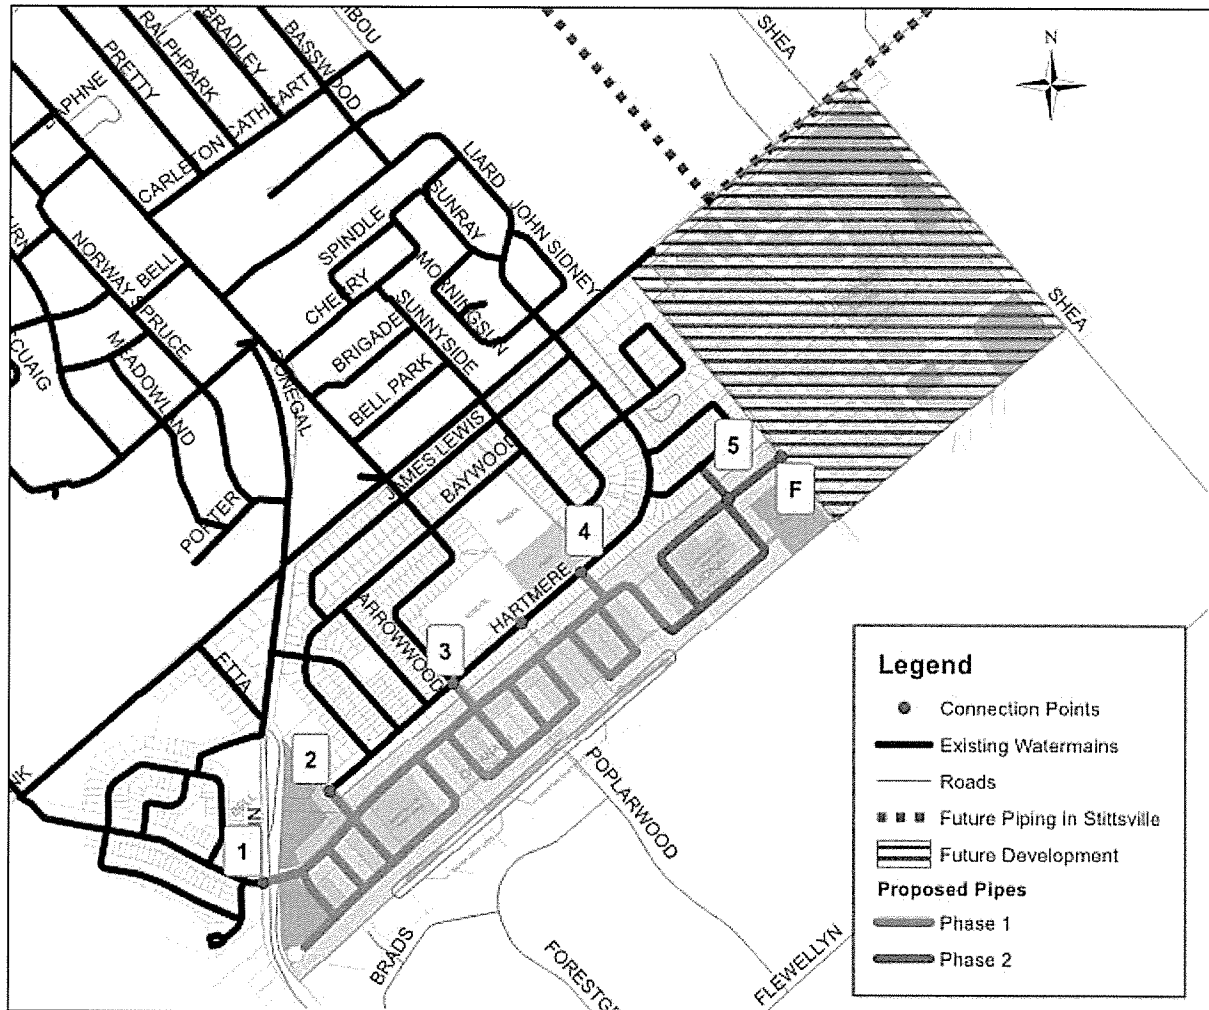 SHEA
N
BASSWOOD
BRADLEY
RALPHPARK
PRETTY
DAPHNE
CARLETON CATHCART
LIARD
JOHN SIDNEY
SUNRAY
SPINDLE
NORWAY SPRUCE
BELL
CHERRY
MORNINGSUN
SUNNYSIDE
SHEA
BRIGADE
MEADOWLAND
DONEGAL
BELL PARK
JAMES LEWIS
BAYWOOD
5
F
PORTER
4
HARTMERE
ARROWWOOD
3
ETTA
2
1
POPLARWOOD
BRADS
FLEWELLYN
Legend
Connection Points
Existing Watermains
Roads
Future Piping in Stittsville
Future Development
Proposed Pipes
Phase 1
Phase 2